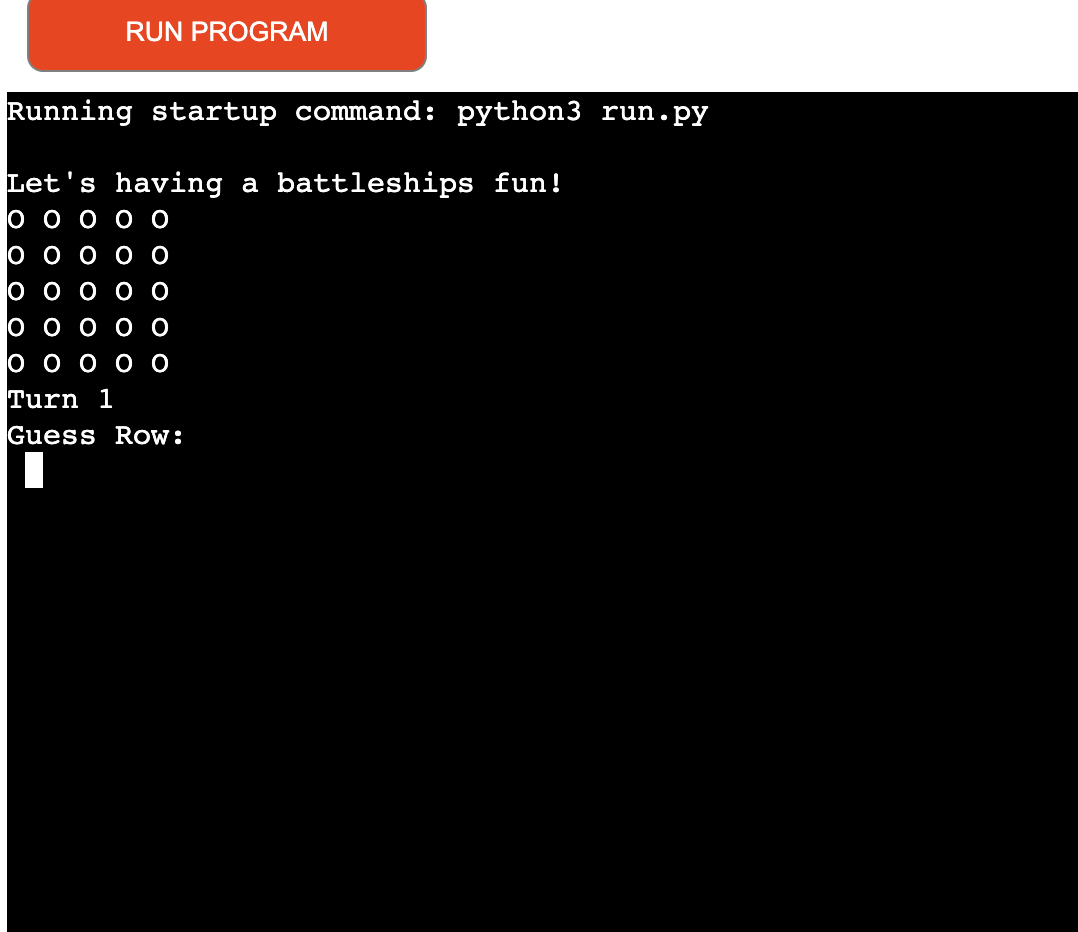 RUN PROGRAM
Running startup command: python3 run.py
Let's having a battleships fun!
O O O O O
O O O O O
O O O O O
O O O O O
O O O O O
Turn 1
Guess Row: